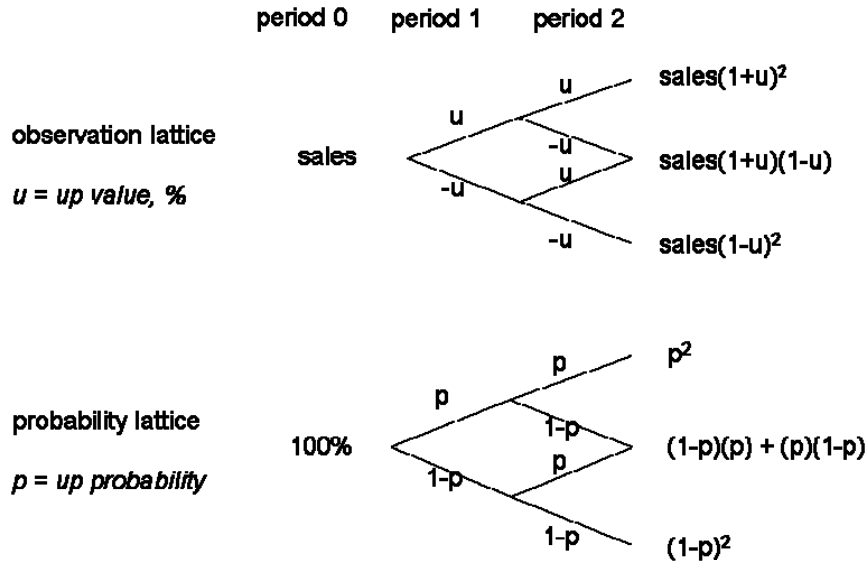 period 0 period 1 period 2
u sales(1+u)²
u
observation lattice
-u
sales u sales(1+u)(1-u)
u = up value, %
-u
-u sales(1-u)²
p p²
p
probability lattice
1-p
100% p (1-p)(p) + (p)(1-p)
p = up probability
1-p
1-p (1-p)²